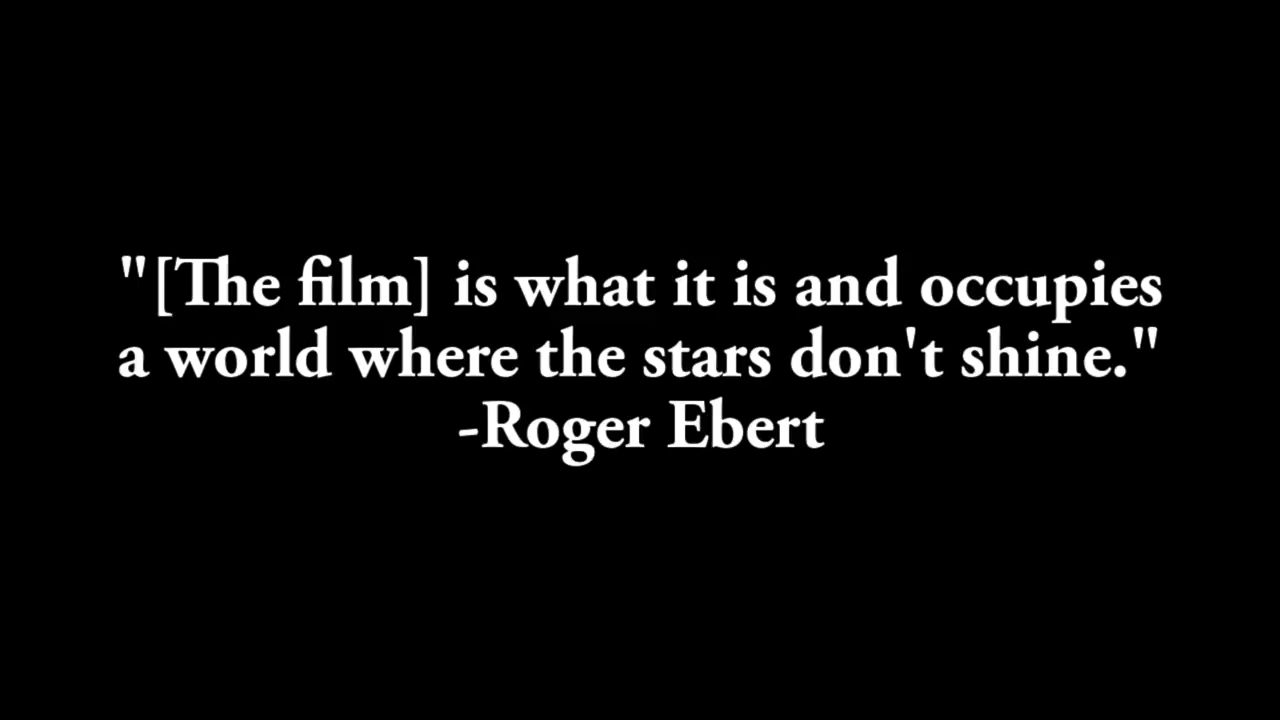 "[The film] is what it is and occupies
a world where the stars don't shine."
-Roger Ebert